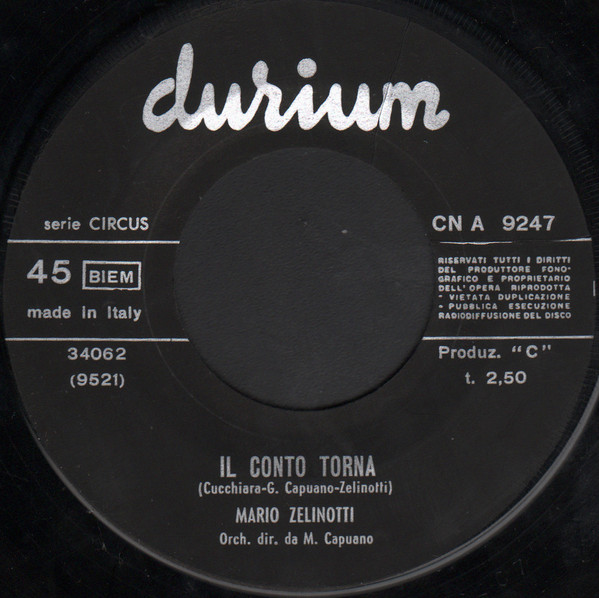 durium
serie CIRCUS
CN A 9247
45 BIEM
made in Italy
RISERVATI TUTTI I DIRITTI
DEL PRODUTTORE FONO-
GRAFICO E PROPRIETARIO
DELL'OPERA RIPRODOTTA
- VIETATA DUPLICAZIONE
- PUBBLICA ESECUZIONE
RADIODIFFUSIONE DEL DISCO
34062
(9521)
Produz. "C"
t. 2,50
IL CONTO TORNA
(Cucchiara-G. Capuano-Zelinotti)
MARIO ZELINOTTI
Orch. dir. da M. Capuano